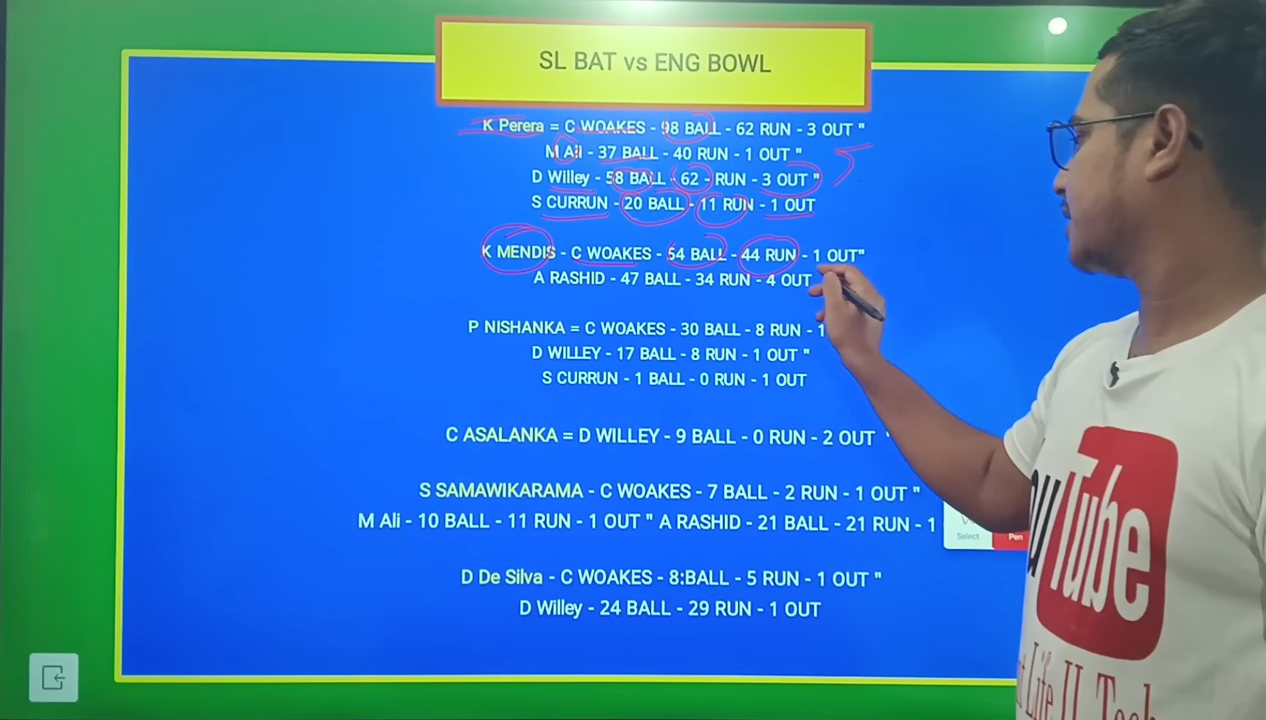 SL BAT vs ENG BOWL
K Perera = C WOAKES - 98 BALL - 62 RUN - 3 OUT "
M Ali - 37 BALL - 40 RUN - 1 OUT "
D Willey - 58 BALL - 62 - RUN - 3 OUT "
S CURRUN - 20 BALL - 11 RUN - 1 OUT
K MENDIS - C WOAKES - 54 BALL - 44 RUN - 1 OUT"
A RASHID - 47 BALL - 34 RUN - 4 OUT
P NISHANKA = C WOAKES - 30 BALL - 8 RUN - 1
D WILLEY - 17 BALL - 8 RUN - 1 OUT "
S CURRUN - 1 BALL - 0 RUN - 1 OUT
C ASALANKA = D WILLEY - 9 BALL - 0 RUN - 2 OUT "
S SAMAWIKARAMA - C WOAKES - 7 BALL - 2 RUN - 1 OUT "
M Ali - 10 BALL - 11 RUN - 1 OUT " A RASHID - 21 BALL - 21 RUN - 1
Select Pen
D De Silva - C WOAKES - 8:BALL - 5 RUN - 1 OUT "
D Willey - 24 BALL - 29 RUN - 1 OUT
Tube
Life II